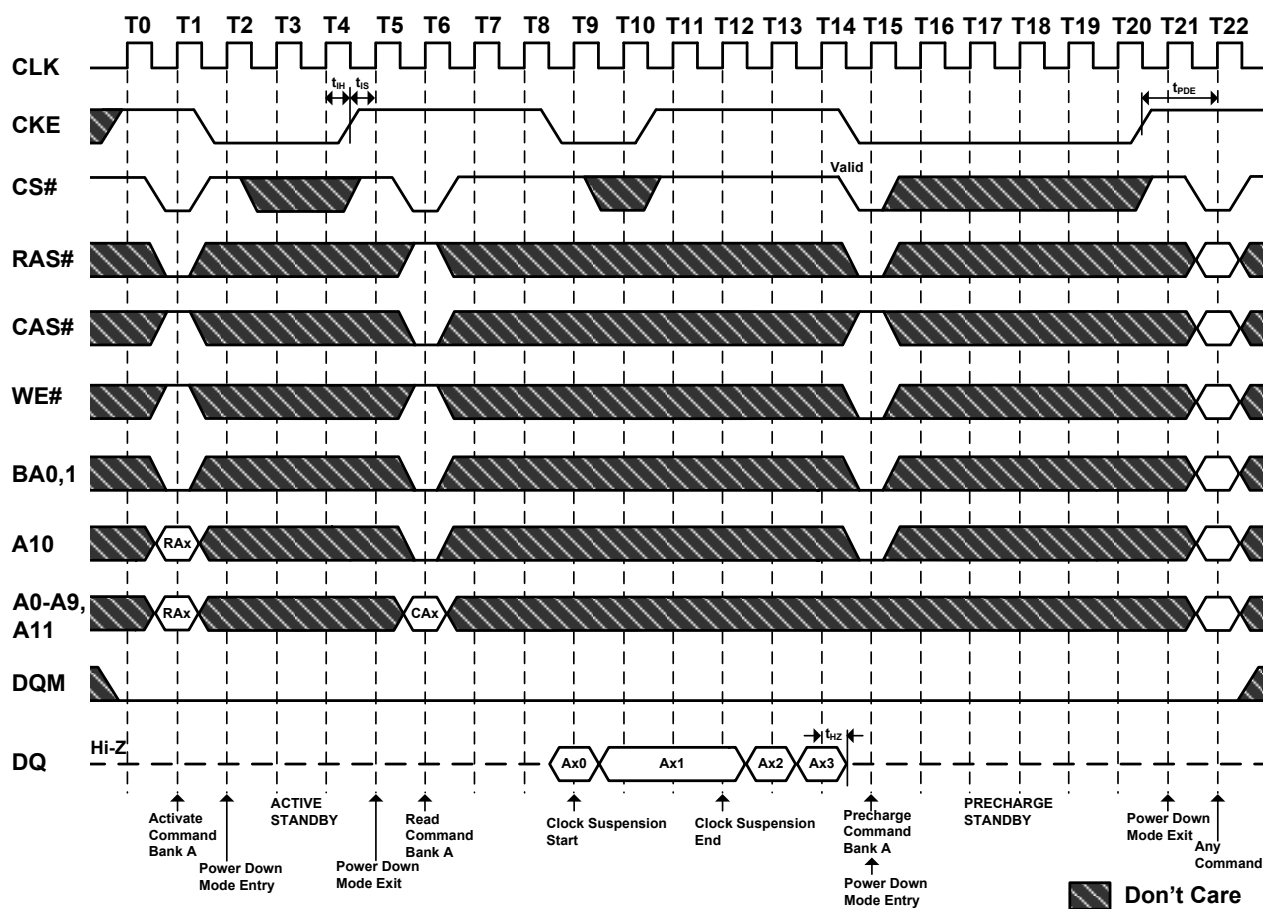 T0 T1 T2 T3 T4 T5 T6 T7 T8 T9 T10 T11 T12 T13 T14 T15 T16 T17 T18 T19 T20 T21 T22
CLK
tIH tIS
tPDE
CKE
Valid
CS#
RAS#
CAS#
WE#
BA0,1
A10
RAx
A0-A9,
A11
RAx
CAx
DQM
Hi-Z
tHZ
DQ
Ax0 Ax1 Ax2 Ax3
Activate
Command
Bank A
Power Down
Mode Entry
ACTIVE
STANDBY
Power Down
Mode Exit
Read
Command
Bank A
Clock Suspension
Start
Clock Suspension
End
Precharge
Command
Bank A
Power Down
Mode Entry
PRECHARGE
STANDBY
Power Down
Mode Exit
Any
Command
Don't Care